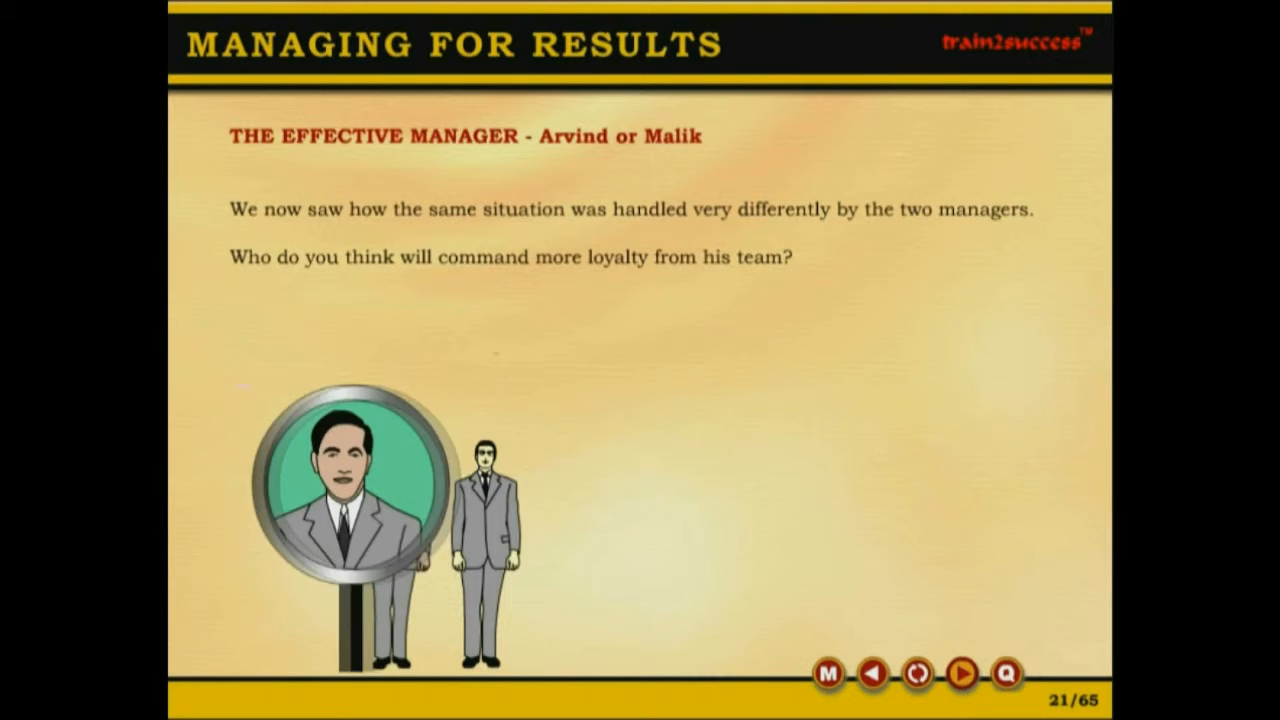 MANAGING FOR RESULTS
train2success™
THE EFFECTIVE MANAGER - Arvind or Malik
We now saw how the same situation was handled very differently by the two managers.
Who do you think will command more loyalty from his team?
M
Q
21/65